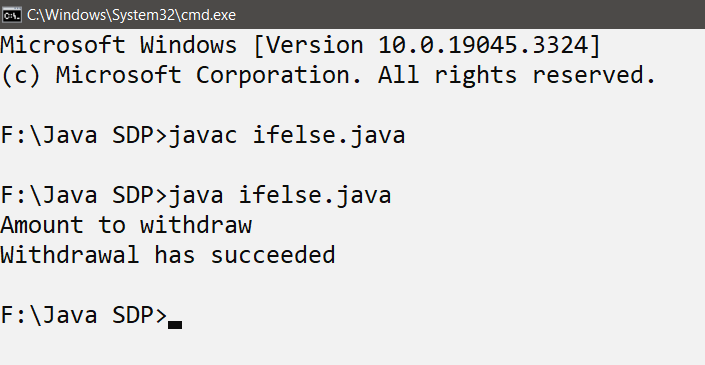 C:\Windows\System32\cmd.exe
Microsoft Windows [Version 10.0.19045.3324]
(c) Microsoft Corporation. All rights reserved.
F:\Java SDP>javac ifelse.java
F:\Java SDP>java ifelse.java
Amount to withdraw
Withdrawal has succeeded
F:\Java SDP>